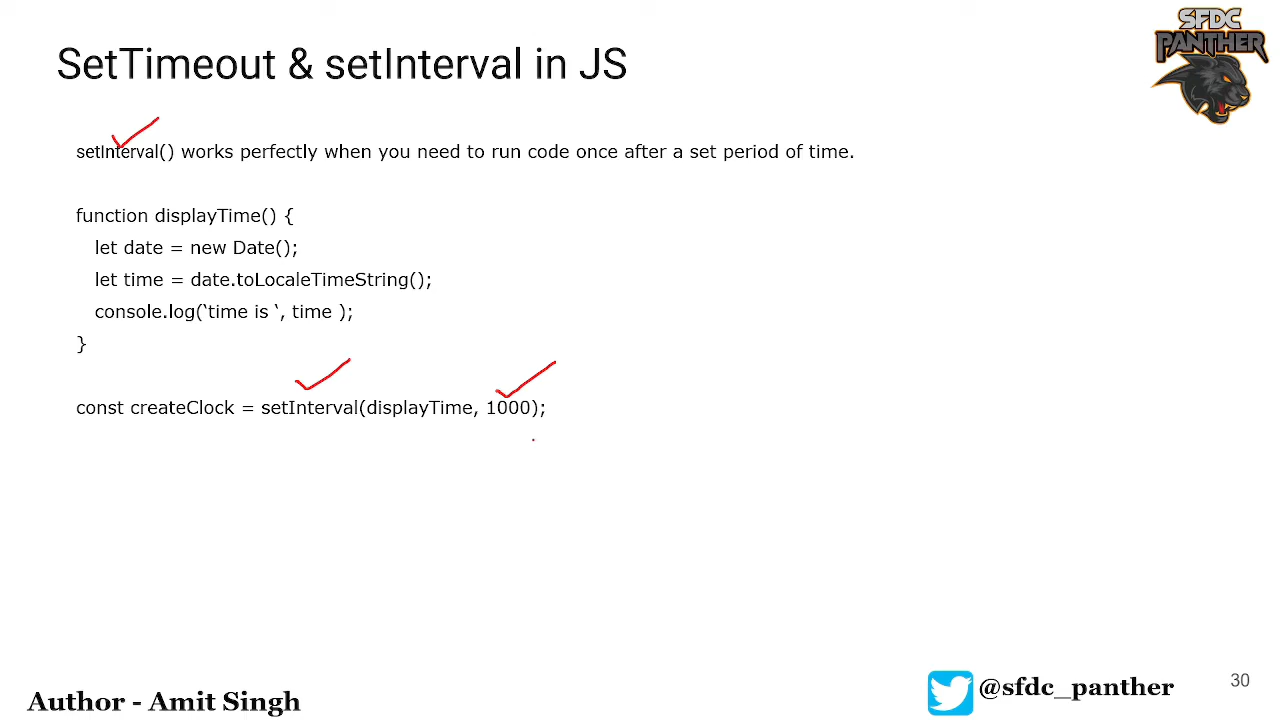 SFDC
PANTHER
SetTimeout & setInterval in JS
setInterval() works perfectly when you need to run code once after a set period of time.
function displayTime() {
let date = new Date();
let time = date.toLocaleTimeString();
console.log(‘time is ‘, time );
}
const createClock = setInterval(displayTime, 1000);
Author - Amit Singh
@sfdc_panther
30